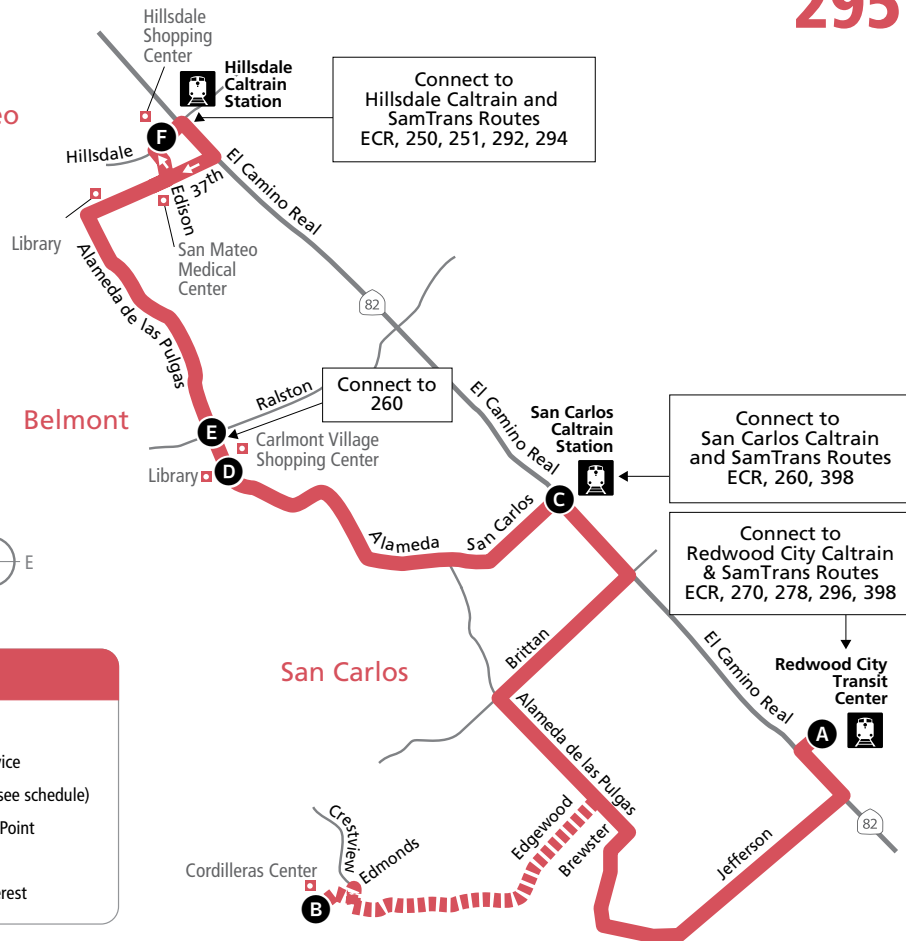 295
Hillsdale
Shopping
Center
Hillsdale
Caltrain
Station
Connect to
Hillsdale Caltrain and
SamTrans Routes
ECR, 250, 251, 292, 294
F
Hillsdale
37th
Edison
El Camino Real
Library
San Mateo
Medical
Center
Alameda de las Pulgas
82
Belmont
Ralston
Connect to
260
E
Carlmont Village
Shopping Center
Library
D
El Camino Real
San Carlos
Caltrain
Station
Connect to
San Carlos Caltrain
and SamTrans Routes
ECR, 260, 398
C
Alameda
San Carlos
E
Connect to
Redwood City Caltrain
& SamTrans Routes
ECR, 270, 278, 296, 398
Brittan
San Carlos
El Camino Real
Redwood City
Transit
Center
A
Alameda de las Pulgas
82
see schedule)
Point
Crestview
Edmonds
Edgewood
Brewster
Jefferson
Cordilleras Center
B